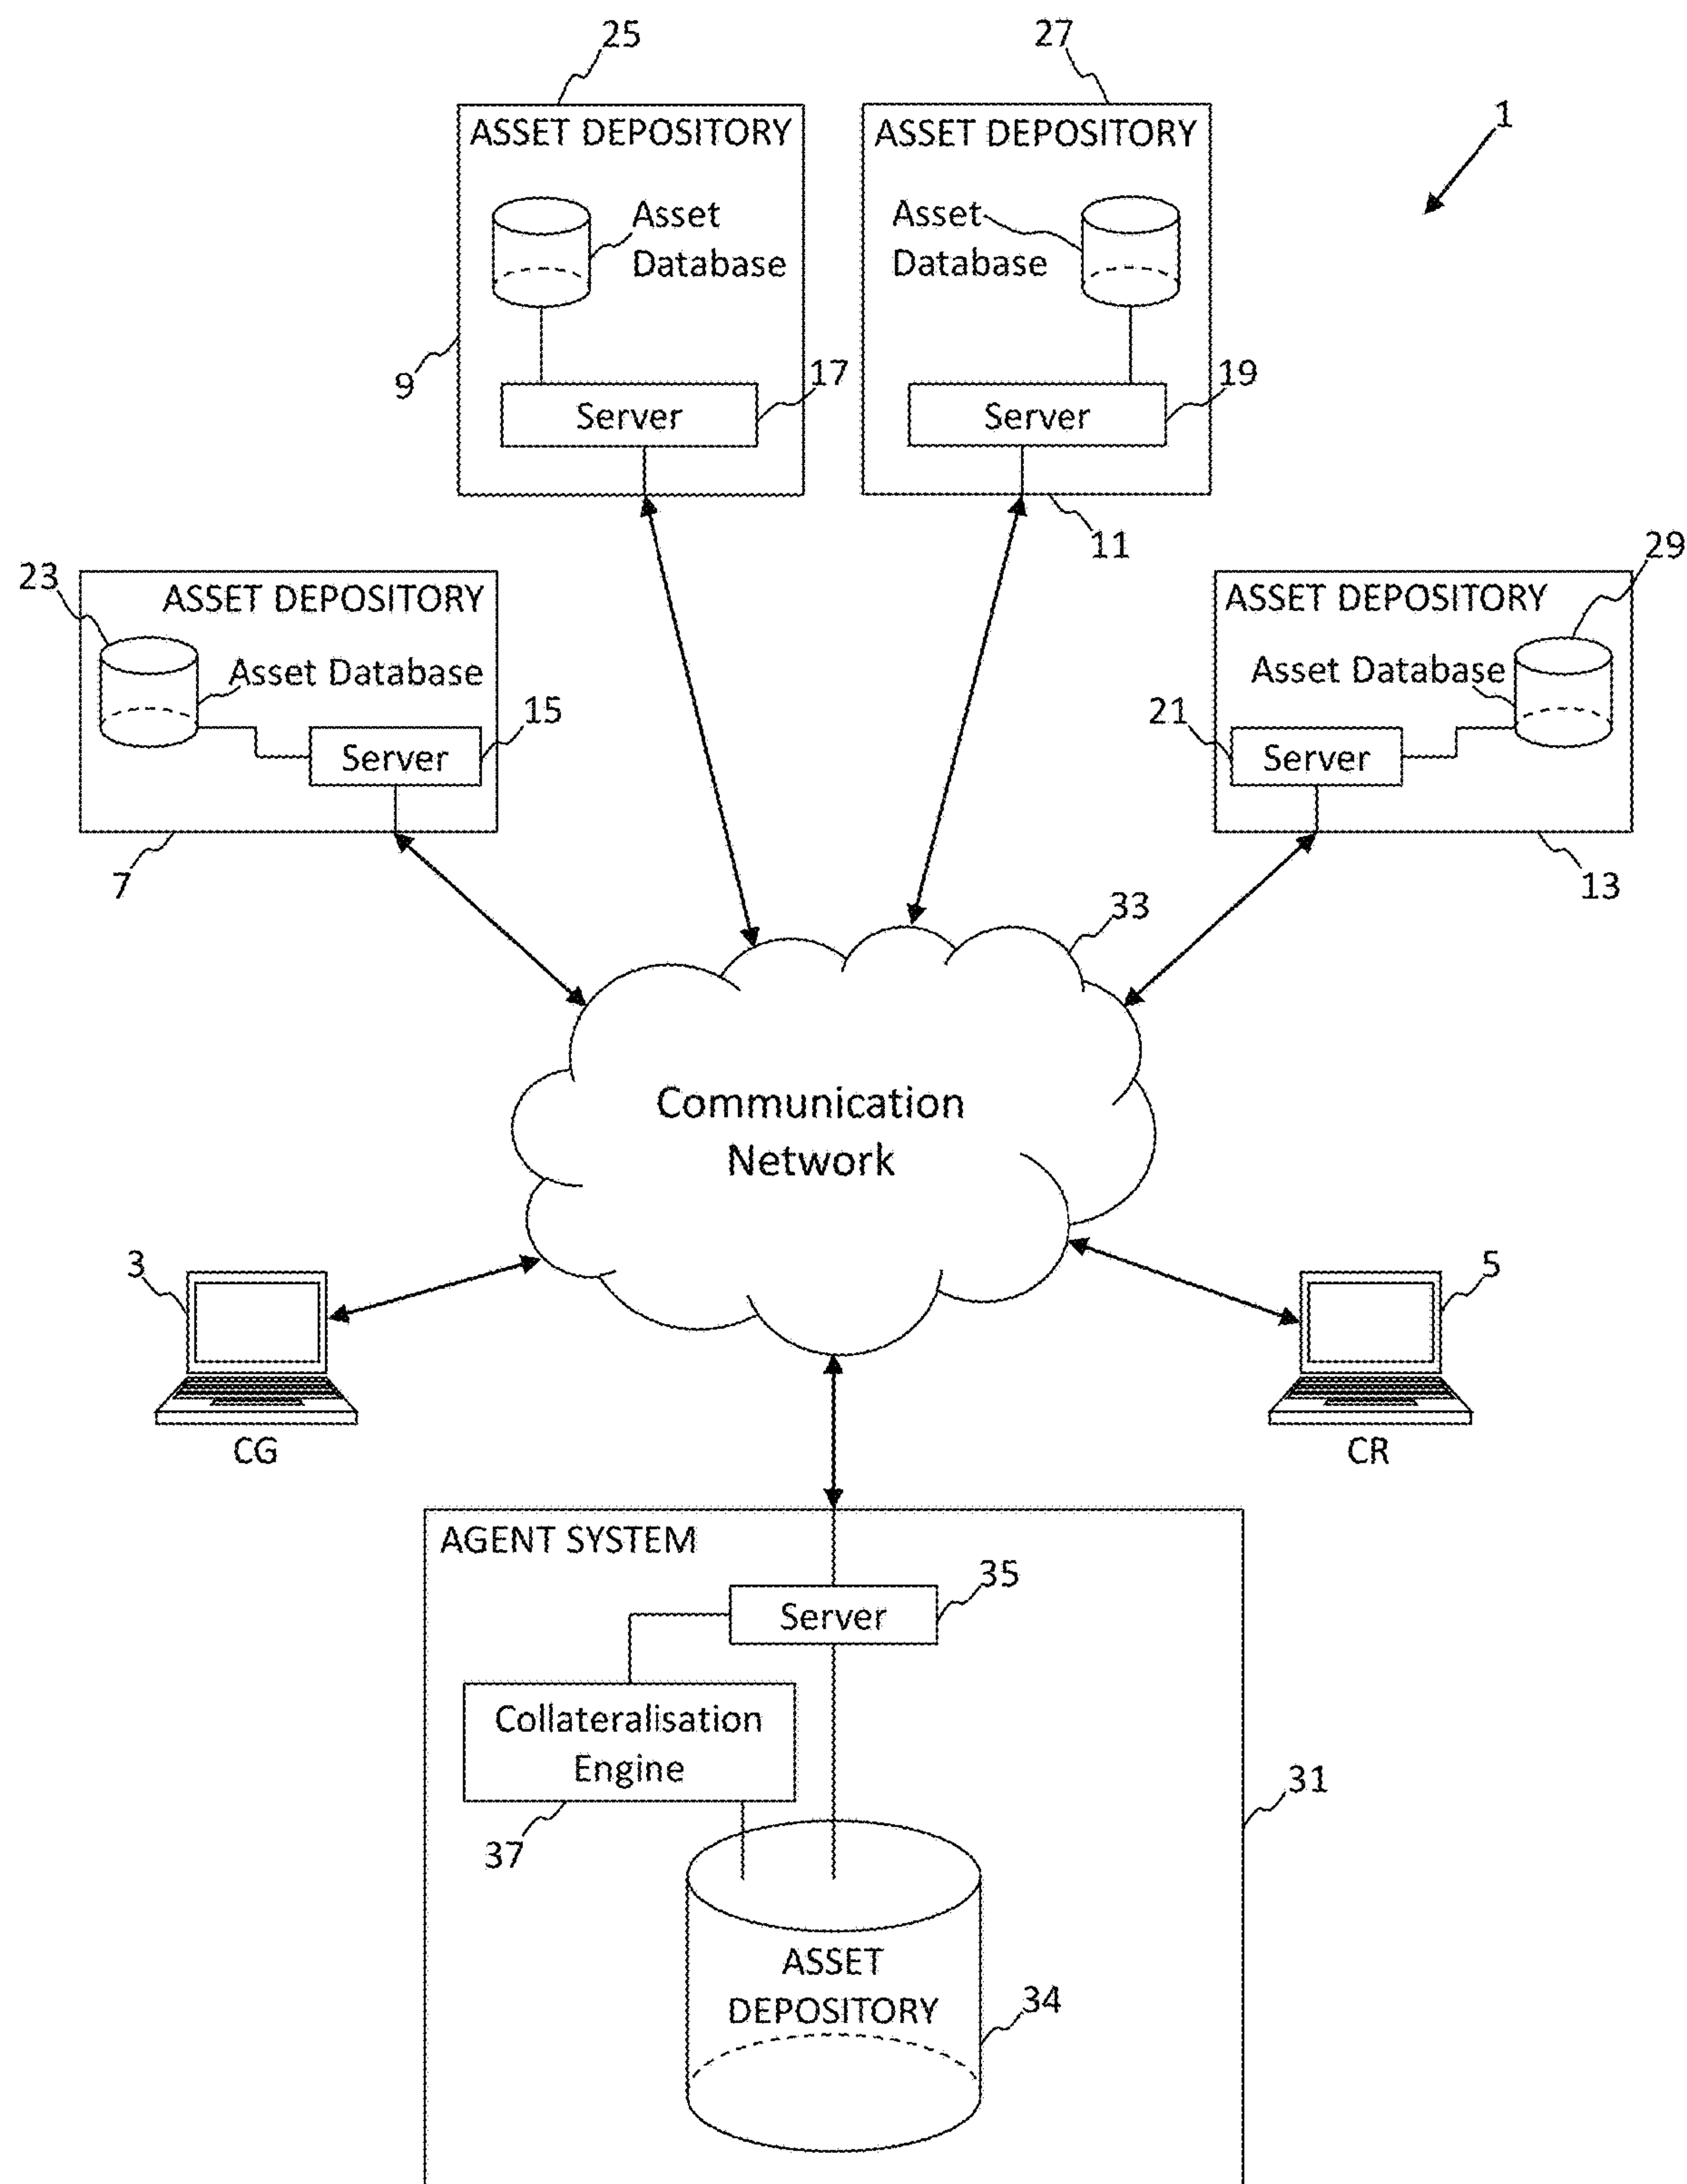 25
27
1
ASSET DEPOSITORY
ASSET DEPOSITORY
Asset
Database
Asset
Database
9
17
19
Server
Server
11
23
29
ASSET DEPOSITORY
ASSET DEPOSITORY
Asset Database
Asset Database
15
21
Server
Server
7
13
33
Communication
Network
3
5
CG
CR
AGENT SYSTEM
35
Server
Collateralisation
Engine
31
37
ASSET
DEPOSITORY
34